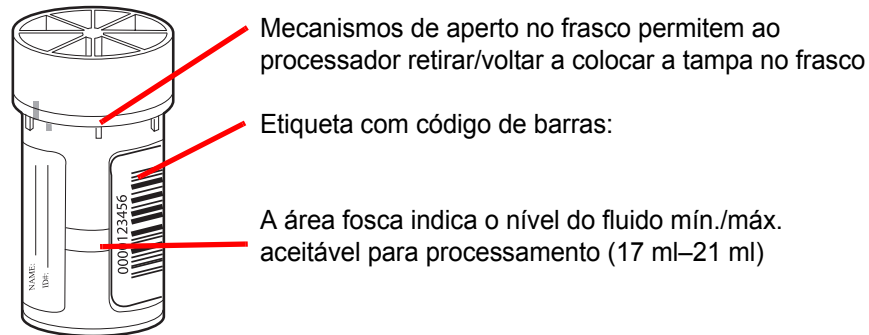 Mecanismos de aperto no frasco permitem ao
processador retirar/voltar a colocar a tampa no frasco
Etiqueta com código de barras:
A área fosca indica o nível do fluido mín./máx.
aceitável para processamento (17 ml–21 ml)
NAME:
ID#:
0000123456